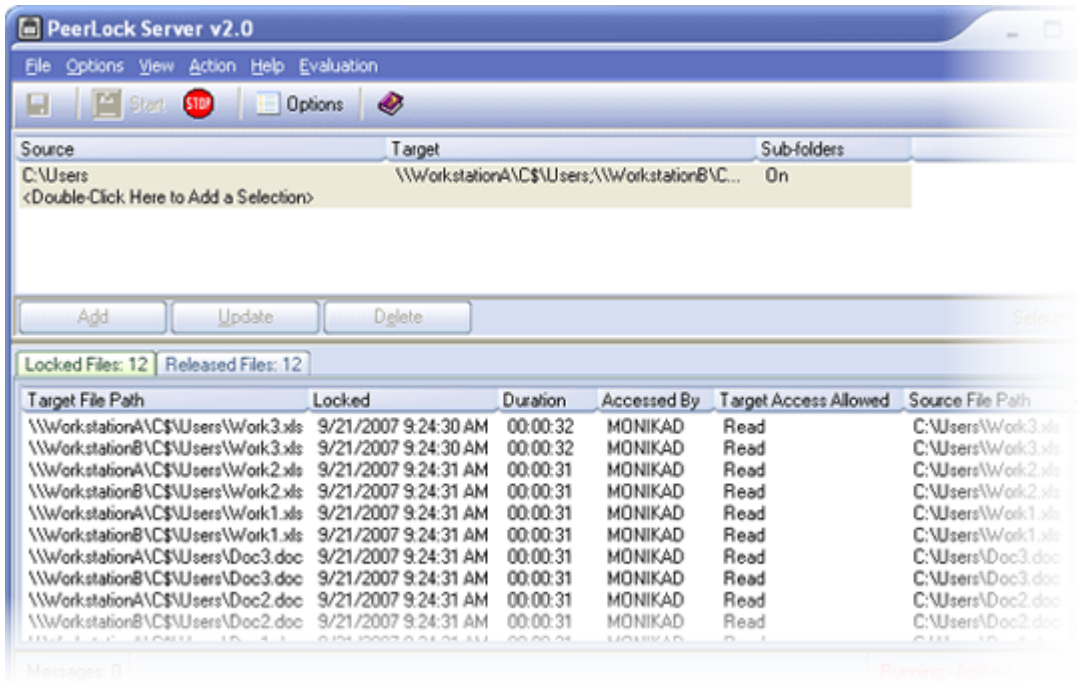 PeerLock Server v2.0
File Options View Action Help Evaluation
Start STOP Options
Source Target Sub-folders
C:\Users \\WorkstationA\C$\Users;\\WorkstationB\C... On
<Double-Click Here to Add a Selection>
Add Update Delete
Locked Files: 12 Released Files: 12
Target File Path Locked Duration Accessed By Target Access Allowed Source File Path
\\WorkstationA\C$\Users\Work3.xls 9/21/2007 9:24:30 AM 00:00:32 MONIKAD Read C:\Users\Work3.xls
\\WorkstationB\C$\Users\Work3.xls 9/21/2007 9:24:30 AM 00:00:32 MONIKAD Read C:\Users\Work3.xls
\\WorkstationA\C$\Users\Work2.xls 9/21/2007 9:24:31 AM 00:00:31 MONIKAD Read C:\Users\Work2.xls
\\WorkstationB\C$\Users\Work2.xls 9/21/2007 9:24:31 AM 00:00:31 MONIKAD Read C:\Users\Work2.xls
\\WorkstationA\C$\Users\Work1.xls 9/21/2007 9:24:31 AM 00:00:31 MONIKAD Read C:\Users\Work1.xls
\\WorkstationB\C$\Users\Work1.xls 9/21/2007 9:24:31 AM 00:00:31 MONIKAD Read C:\Users\Work1.xls
\\WorkstationA\C$\Users\Doc3.doc 9/21/2007 9:24:31 AM 00:00:31 MONIKAD Read C:\Users\Doc3.doc
\\WorkstationB\C$\Users\Doc3.doc 9/21/2007 9:24:31 AM 00:00:31 MONIKAD Read C:\Users\Doc3.doc
\\WorkstationA\C$\Users\Doc2.doc 9/21/2007 9:24:31 AM 00:00:31 MONIKAD Read C:\Users\Doc2.doc
\\WorkstationB\C$\Users\Doc2.doc 9/21/2007 9:24:31 AM 00:00:31 MONIKAD Read C:\Users\Doc2.doc
Messages: 0 Running -